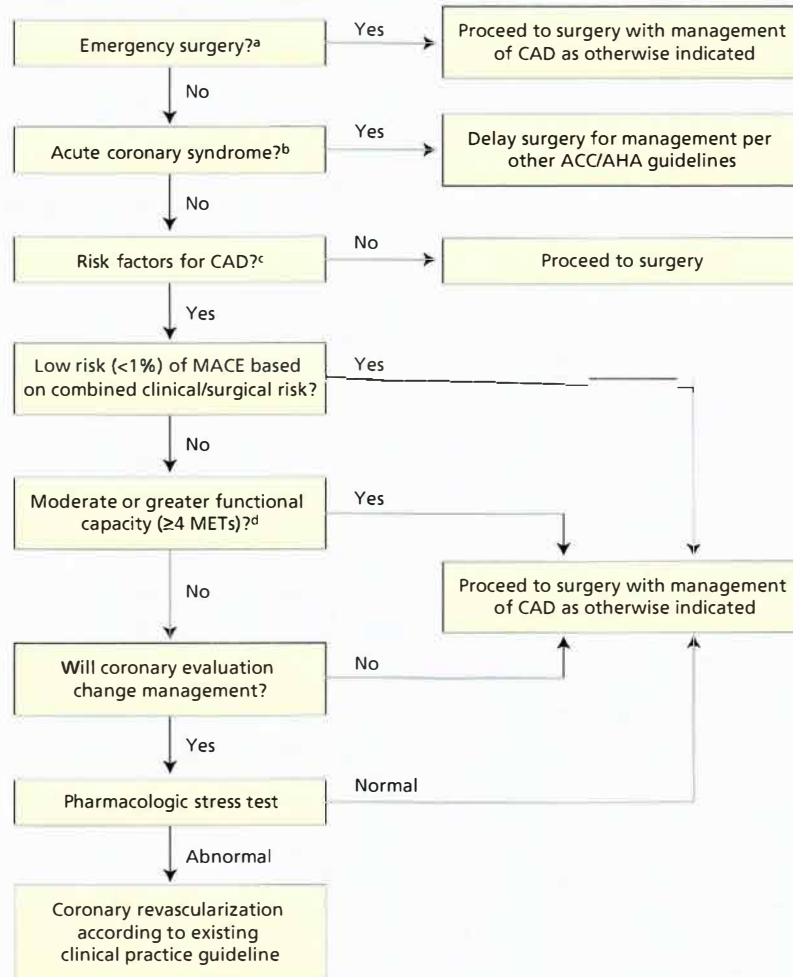 Emergency surgery?ᵃ
Yes
Proceed to surgery with management
of CAD as otherwise indicated
No
Acute coronary syndrome?ᵇ
Yes
Delay surgery for management per
other ACC/AHA guidelines
No
Risk factors for CAD?ᶜ
No
Proceed to surgery
Yes
Low risk (<1%) of MACE based
on combined clinical/surgical risk?
Yes
No
Moderate or greater functional
capacity (≥4 METs)?ᵈ
Yes
No
Proceed to surgery with management
of CAD as otherwise indicated
Will coronary evaluation
change management?
No
Yes
Pharmacologic stress test
Normal
Abnormal
Coronary revascularization
according to existing
clinical practice guideline